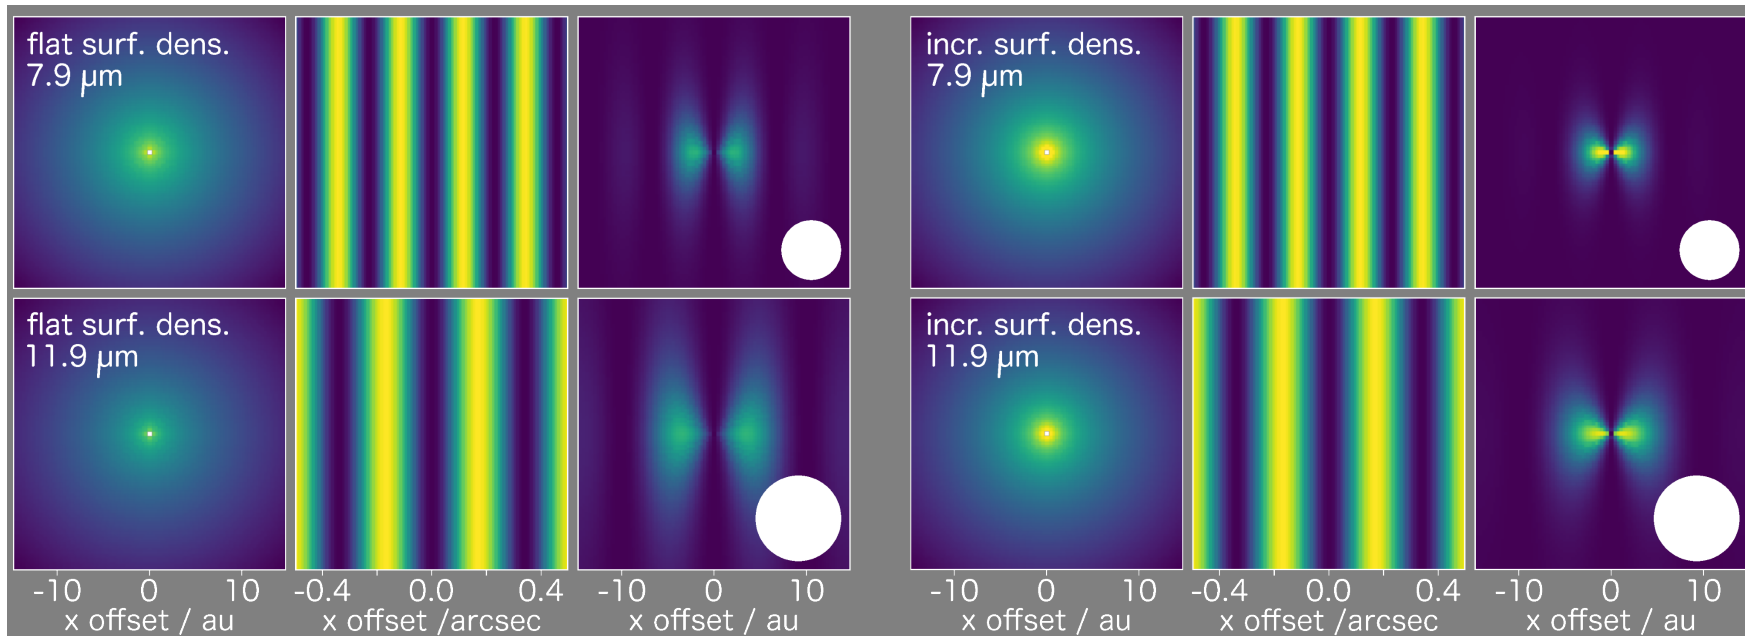 flat surf. dens.
7.9 µm
incr. surf. dens.
7.9 µm
flat surf. dens.
11.9 µm
incr. surf. dens.
11.9 µm
-10 0 10
-0.4 0.0 0.4
-10 0 10
-10 0 10
-0.4 0.0 0.4
-10 0 10
x offset / au
x offset /arcsec
x offset / au
x offset / au
x offset /arcsec
x offset / au